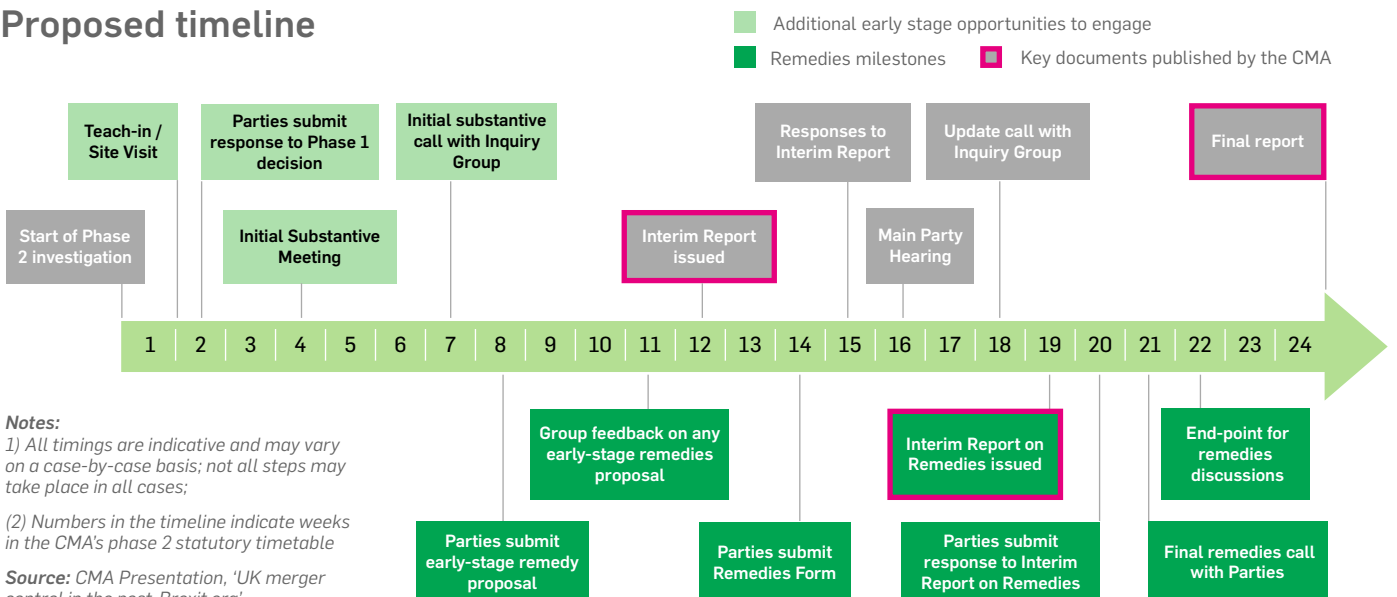 Proposed timeline
Additional early stage opportunities to engage
Remedies milestones
Key documents published by the CMA
Teach-in /
Site Visit
Parties submit
response to Phase 1
decision
Initial substantive
call with Inquiry
Group
Responses to
Interim Report
Update call with
Inquiry Group
Final report
Start of Phase
2 investigation
Initial Substantive
Meeting
Interim Report
issued
Main Party
Hearing
1 2 3 4 5 6 7 8 9 10 11 12 13 14 15 16 17 18 19 20 21 22 23 24
Group feedback on any
early-stage remedies
proposal
Interim Report on
Remedies issued
End-point for
remedies
discussions
Parties submit
early-stage remedy
proposal
Parties submit
Remedies Form
Parties submit
response to Interim
Report on Remedies
Final remedies call
with Parties
Notes:
1) All timings are indicative and may vary
on a case-by-case basis; not all steps may
take place in all cases;
(2) Numbers in the timeline indicate weeks
in the CMA's phase 2 statutory timetable
Source: CMA Presentation, 'UK merger